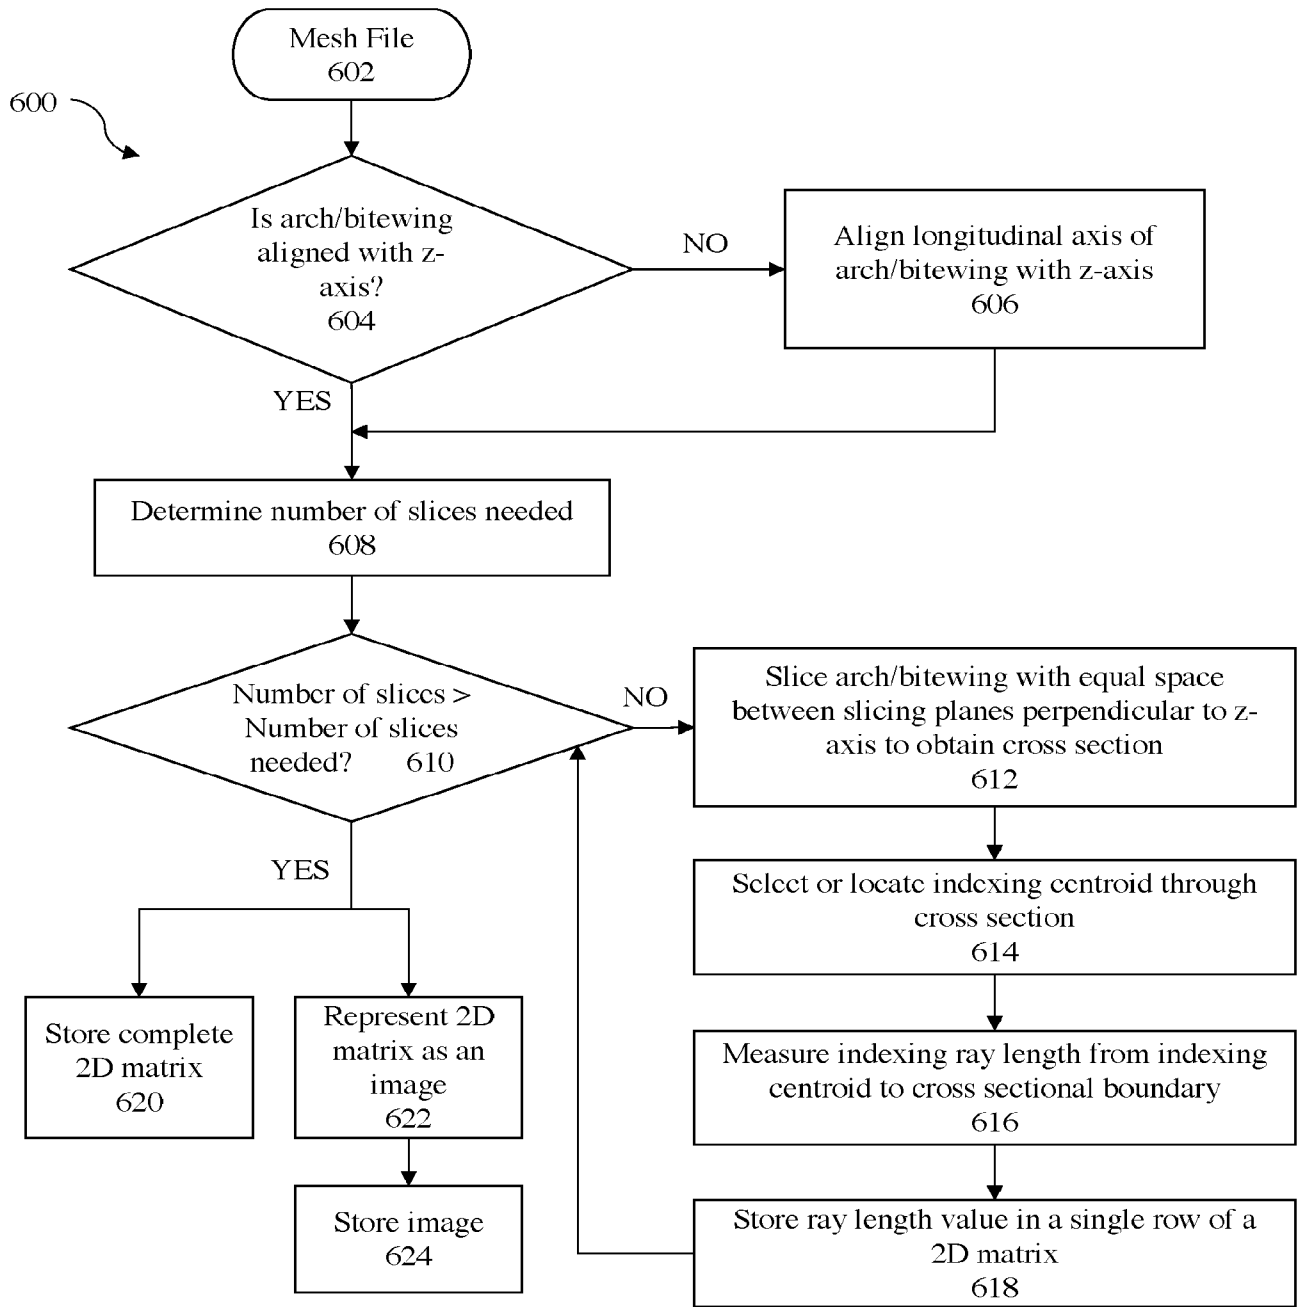 Mesh File
602
600
Is arch/bitewing
aligned with z-
axis?
604
NO
Align longitudinal axis of
arch/bitewing with z-axis
606
YES
Determine number of slices needed
608
Number of slices >
Number of slices
needed? 610
NO
Slice arch/bitewing with equal space
between slicing planes perpendicular to z-
axis to obtain cross section
612
YES
Select or locate indexing centroid through
cross section
614
Measure indexing ray length from indexing
centroid to cross sectional boundary
616
Store ray length value in a single row of a
2D matrix
618
Store complete
2D matrix
620
Represent 2D
matrix as an
image
622
Store image
624